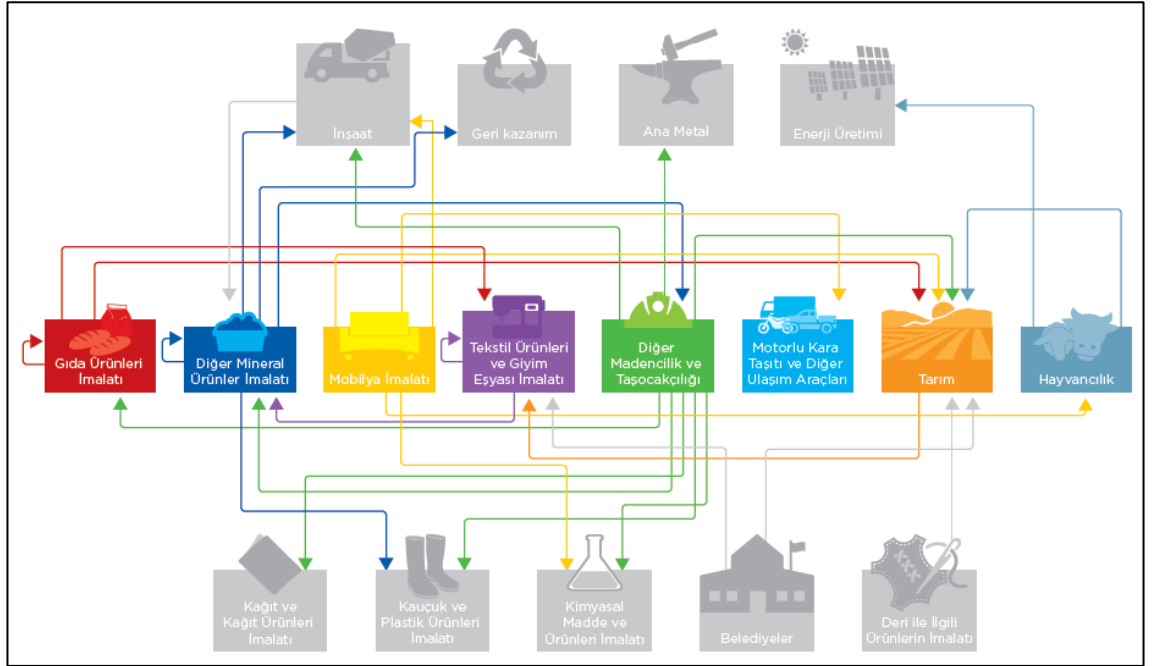 İnşaat
Geri kazanım
Ana Metal
Enerji Üretimi
Gıda Ürünleri
İmalatı
Diğer Mineral
Ürünler İmalatı
Mobilya İmalatı
Tekstil Ürünleri
ve Giyim
Eşyası İmalatı
Diğer
Madencilik ve
Taşocakçılığı
Motorlu Kara
Taşıtı ve Diğer
Ulaşım Araçları
Tarım
Hayvancılık
Kağıt ve
Kağıt Ürünleri
İmalatı
Kauçuk ve
Plastik Ürünleri
İmalatı
Kimyasal
Madde ve
Ürünleri İmalatı
Belediyeler
Deri ile İlgili
Ürünlerin İmalatı